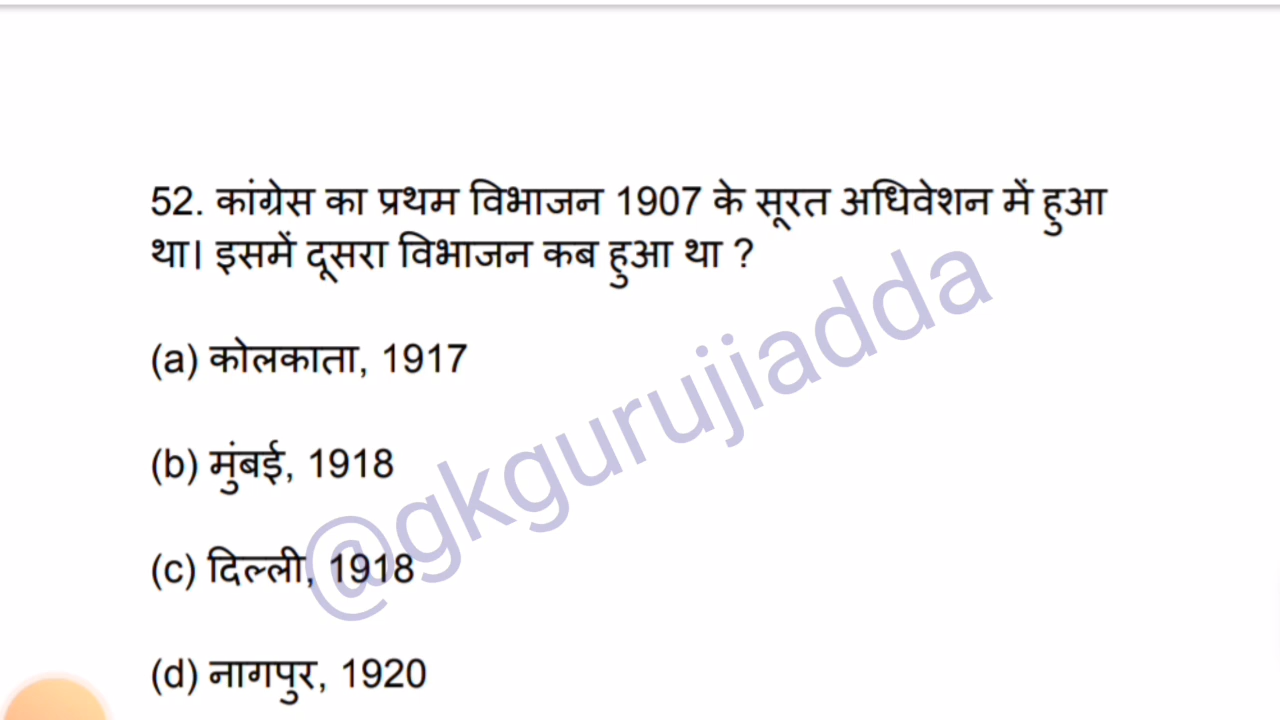 52. कांग्रेस का प्रथम विभाजन 1907 के सूरत अधिवेशन में हुआ
था। इसमें दूसरा विभाजन कब हुआ था ?
(a) कोलकाता, 1917
(b) मुंबई, 1918
(c) दिल्ली, 1918
(d) नागपुर, 1920
@gkgurujiadda